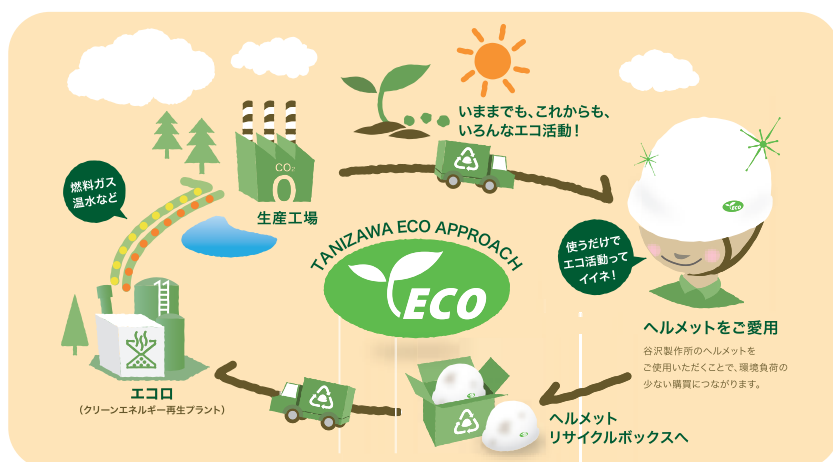 いままでも、これからも、
いろんなエコ活動！
燃料ガス
温水など
CO₂
0
生産工場
TANIZAWA ECO APPROACH
ECO
eco
使うだけで
エコ活動って
イイネ！
ヘルメットをご愛用
谷沢製作所のヘルメットを
ご使用いただくことで、環境負荷の
少ない購買につながります。
エコロ
（クリーンエネルギー再生プラント）
ヘルメット
リサイクルボックスへ